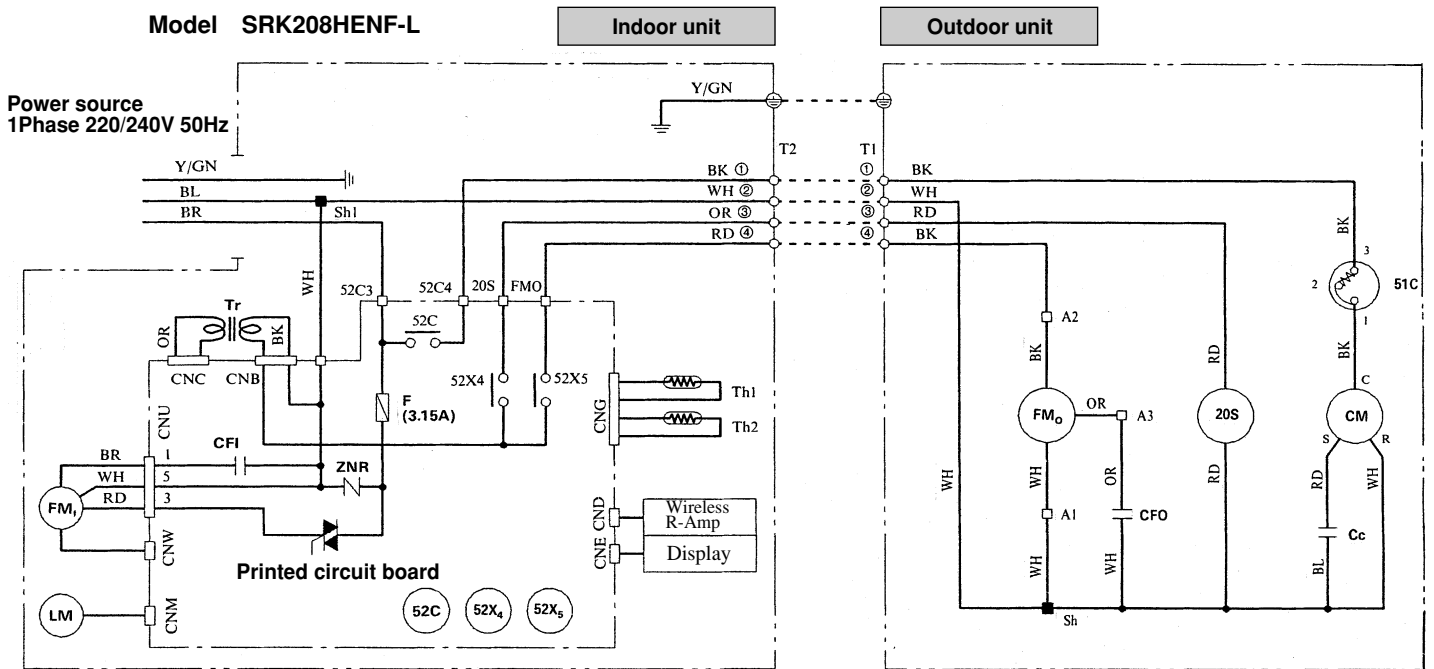 Model SRK208HENF-L
Indoor unit
Outdoor unit
Power source
1Phase 220/240V 50Hz
Y/GN
Y/GN
BL
BR
Sh1
T2
T1
BK ①
WH ②
OR ③
RD ④
① BK
② WH
③ RD
④ BK
WH
52C3
52C4
20S
FMO
Tr
OR
BK
52C
CNC
CNB
F
(3.15A)
52X4
52X5
CNG
Th1
Th2
CNU
CFI
BR
1
WH
5
RD
3
ZNR
FMI
CNW
CND
Wireless
R-Amp
CNE
Display
Printed circuit board
LM
CNM
52C
52X4
52X5
BK
3
2
51C
1
A2
BK
RD
BK
C
FMO
OR
A3
20S
CM
S
R
WH
WH
OR
RD
RD
WH
A1
CFO
Cc
WH
WH
BL
Sh